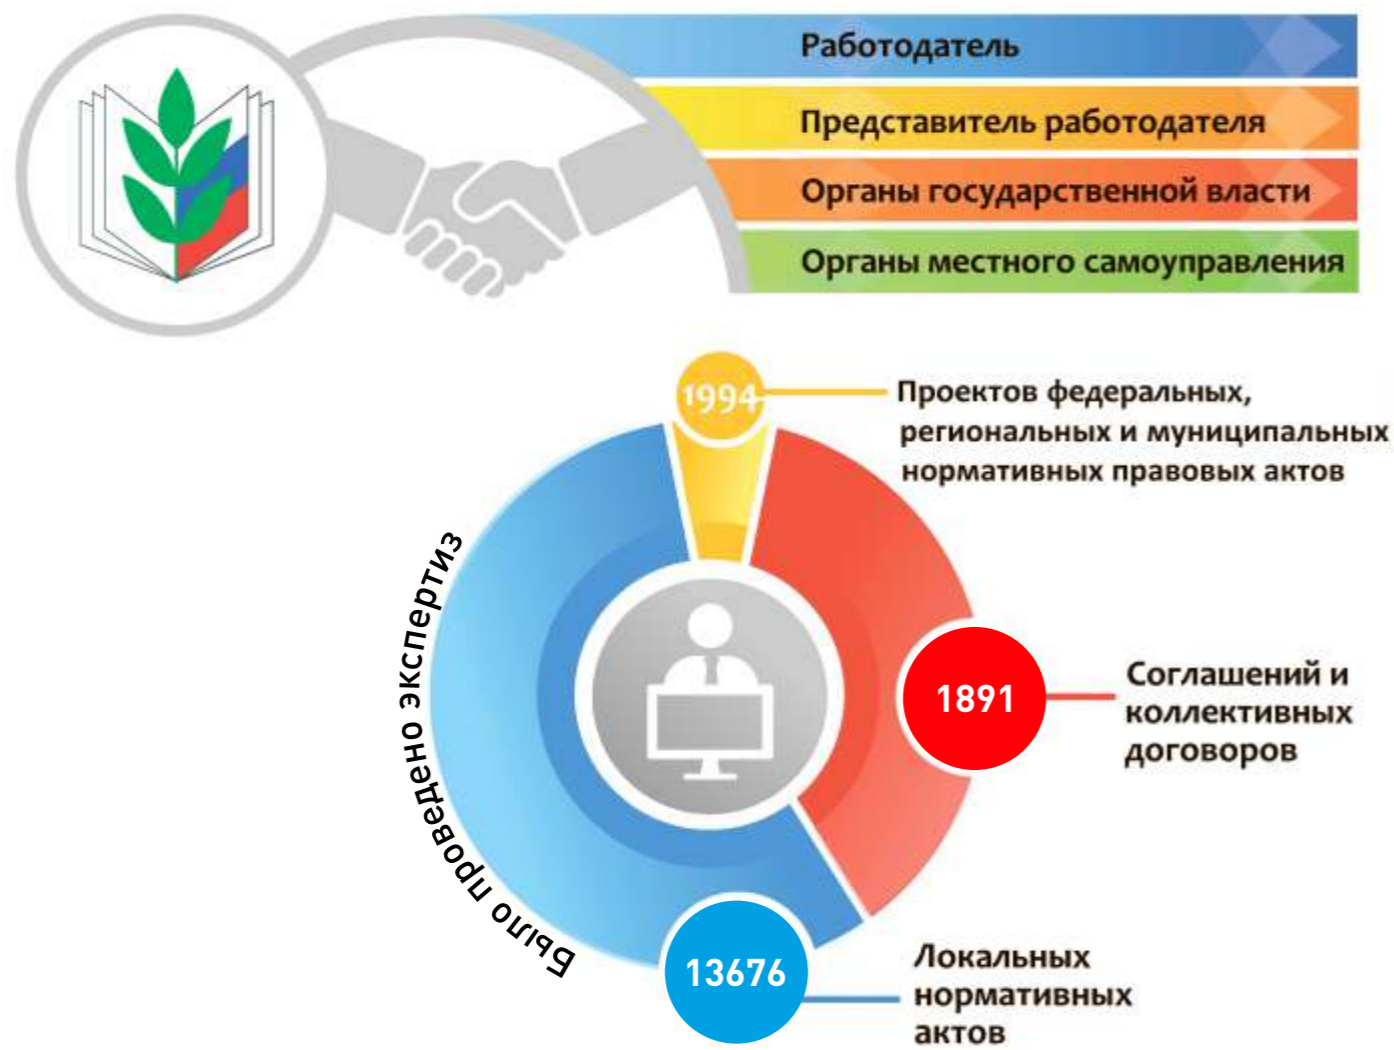 Работодатель
Представитель работодателя
Органы государственной власти
Органы местного самоуправления
1994
Проектов федеральных,
региональных и муниципальных
нормативных правовых актов
Было проведено экспертиз
1891
Соглашений и
коллективных
договоров
13676
Локальных
нормативных
актов